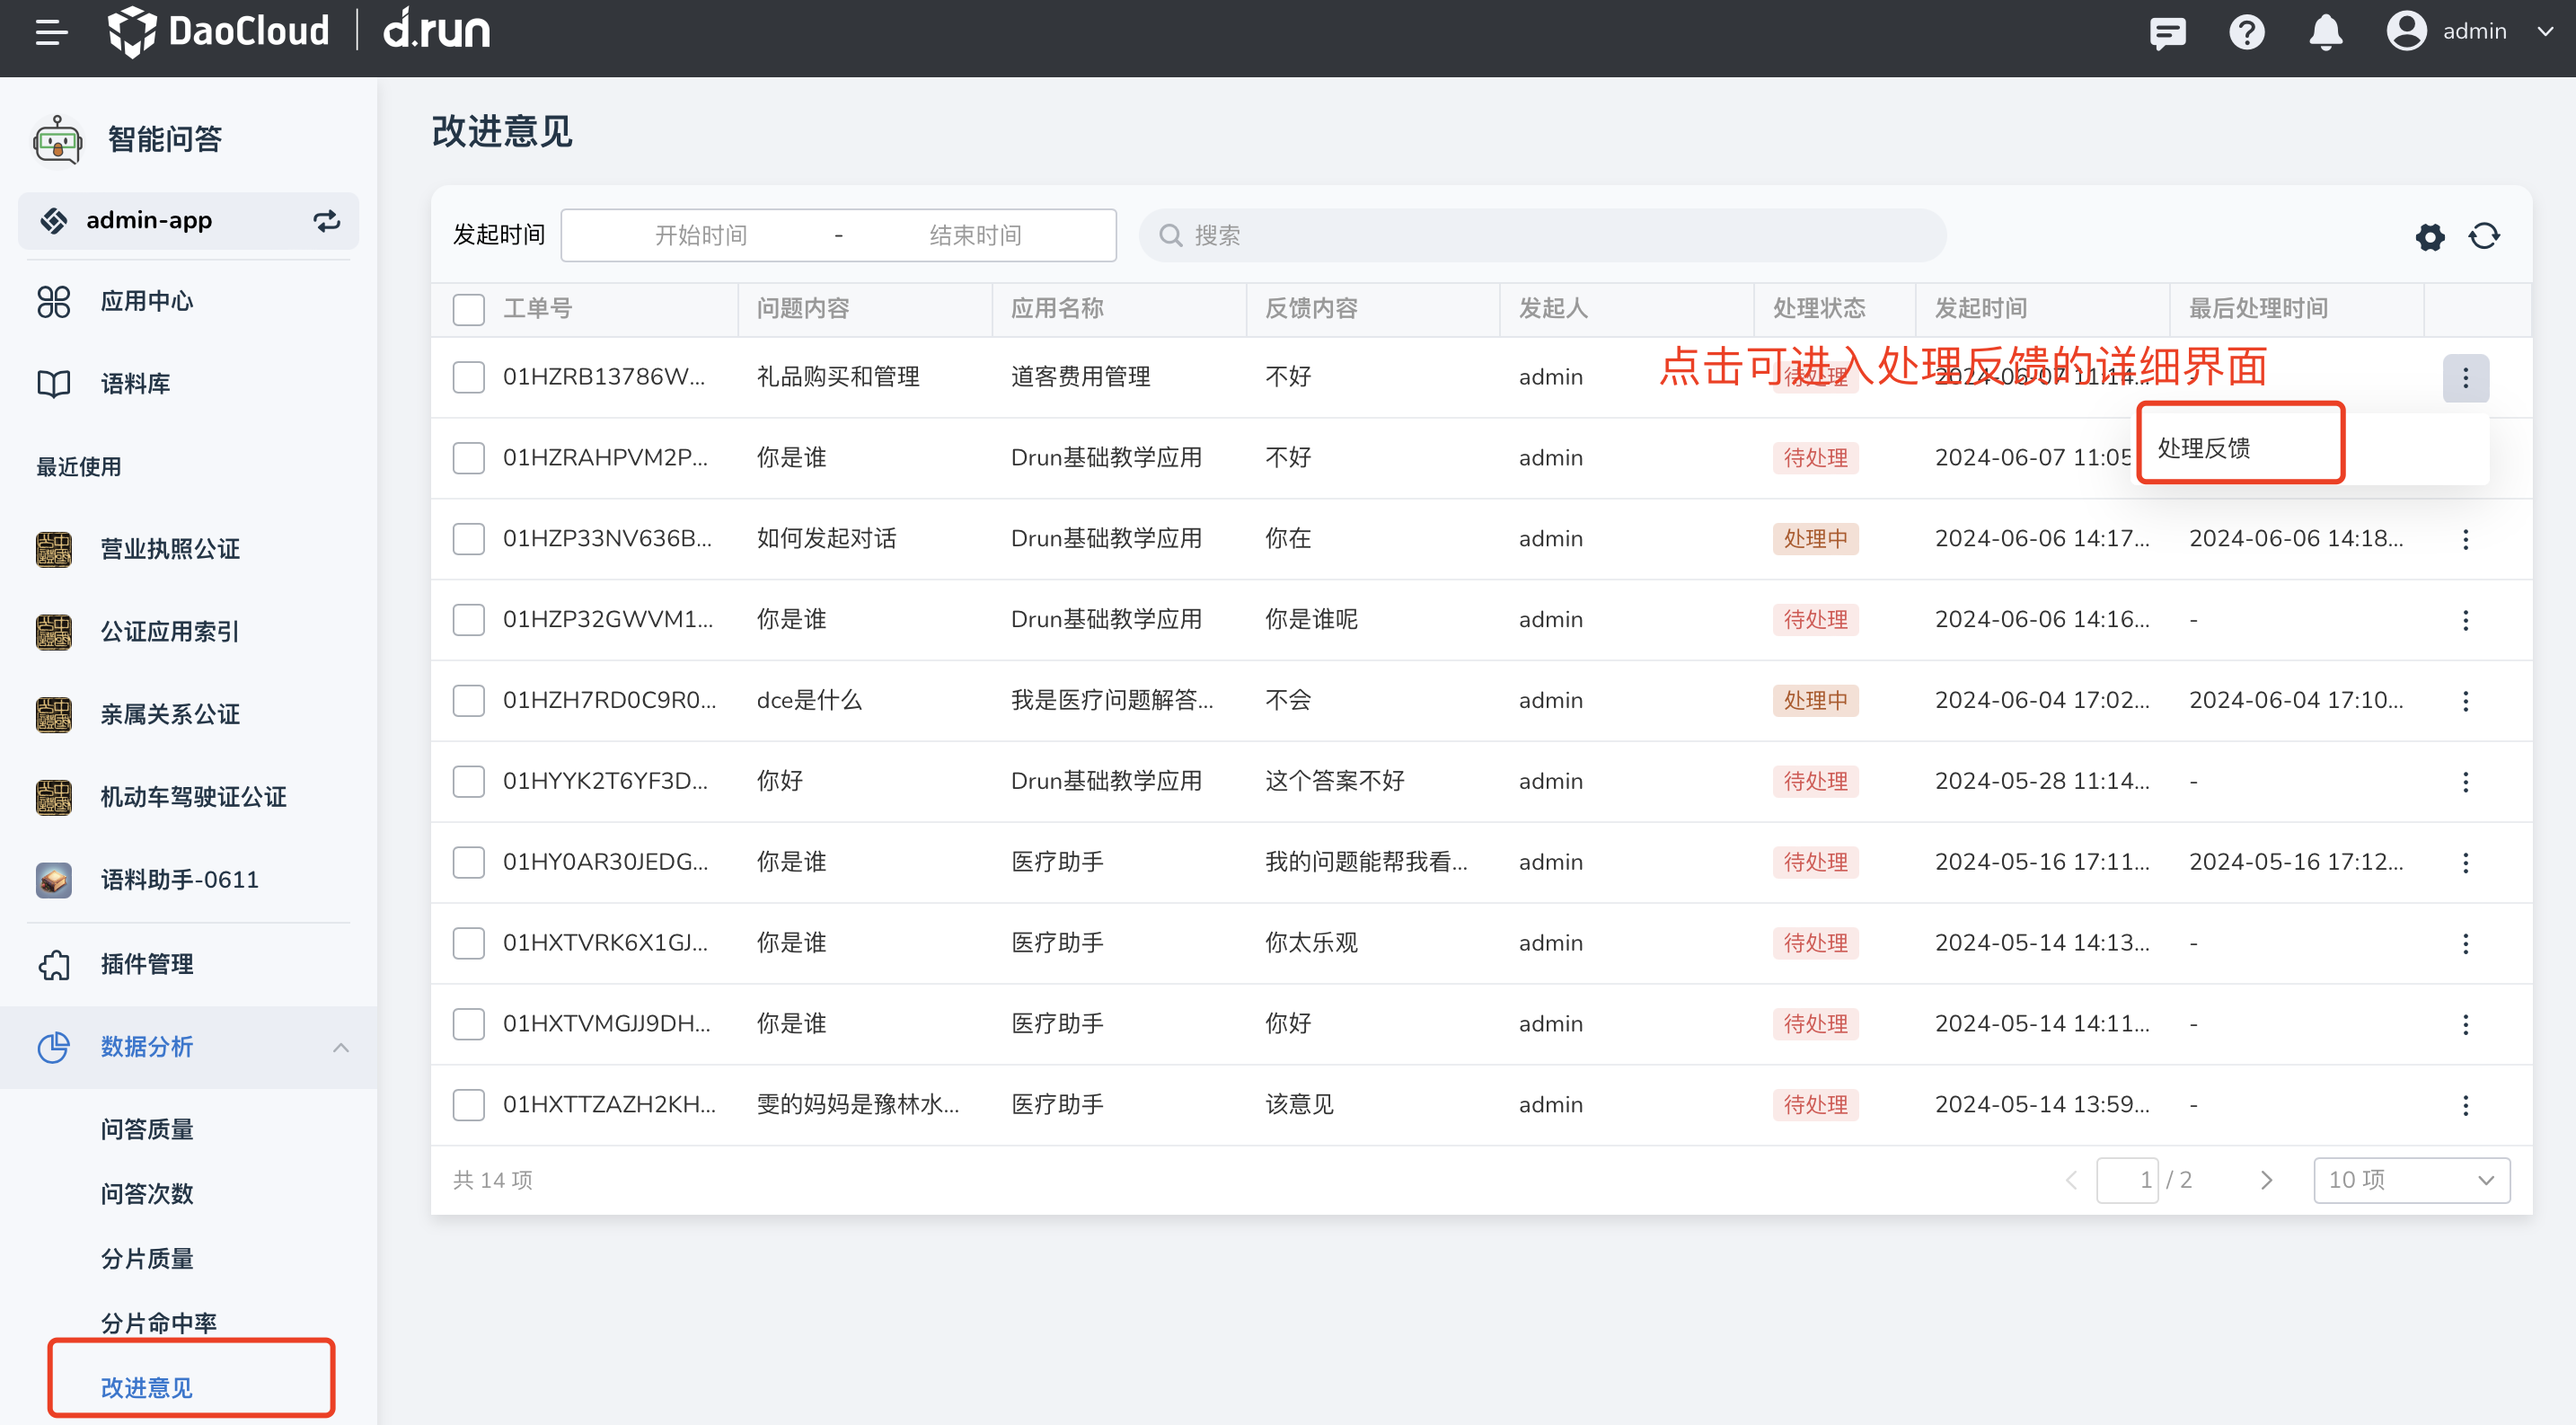 DaoCloud | d.run
admin
智能问答
admin-app
应用中心
语料库
最近使用
营业执照公证
公证应用索引
亲属关系公证
机动车驾驶证公证
语料助手-0611
插件管理
数据分析
问答质量
问答次数
分片质量
分片命中率
改进意见
改进意见
发起时间 开始时间 - 结束时间 搜索
工单号 问题内容 应用名称 反馈内容 发起人 处理状态 发起时间 最后处理时间
点击可进入处理反馈的详细界面
01HZRB13786W... 礼品购买和管理 道客费用管理 不好 admin 待处理 2024-06-07 11:14... -
处理反馈
01HZRAHPVM2P... 你是谁 Drun基础教学应用 不好 admin 待处理 2024-06-07 11:05
01HZP33NV636B... 如何发起对话 Drun基础教学应用 你在 admin 处理中 2024-06-06 14:17... 2024-06-06 14:18...
01HZP32GWVM1... 你是谁 Drun基础教学应用 你是谁呢 admin 待处理 2024-06-06 14:16... -
01HZH7RD0C9R0... dce是什么 我是医疗问题解答... 不会 admin 处理中 2024-06-04 17:02... 2024-06-04 17:10...
01HYYK2T6YF3D... 你好 Drun基础教学应用 这个答案不好 admin 待处理 2024-05-28 11:14... -
01HY0AR30JEDG... 你是谁 医疗助手 我的问题能帮我看... admin 待处理 2024-05-16 17:11... 2024-05-16 17:12...
01HXTVRK6X1GJ... 你是谁 医疗助手 你太乐观 admin 待处理 2024-05-14 14:13... -
01HXTVMGJJ9DH... 你是谁 医疗助手 你好 admin 待处理 2024-05-14 14:11... -
01HXTTZAZH2KH... 雯的妈妈是豫林水... 医疗助手 该意见 admin 待处理 2024-05-14 13:59... -
共 14 项 1 / 2 10 项